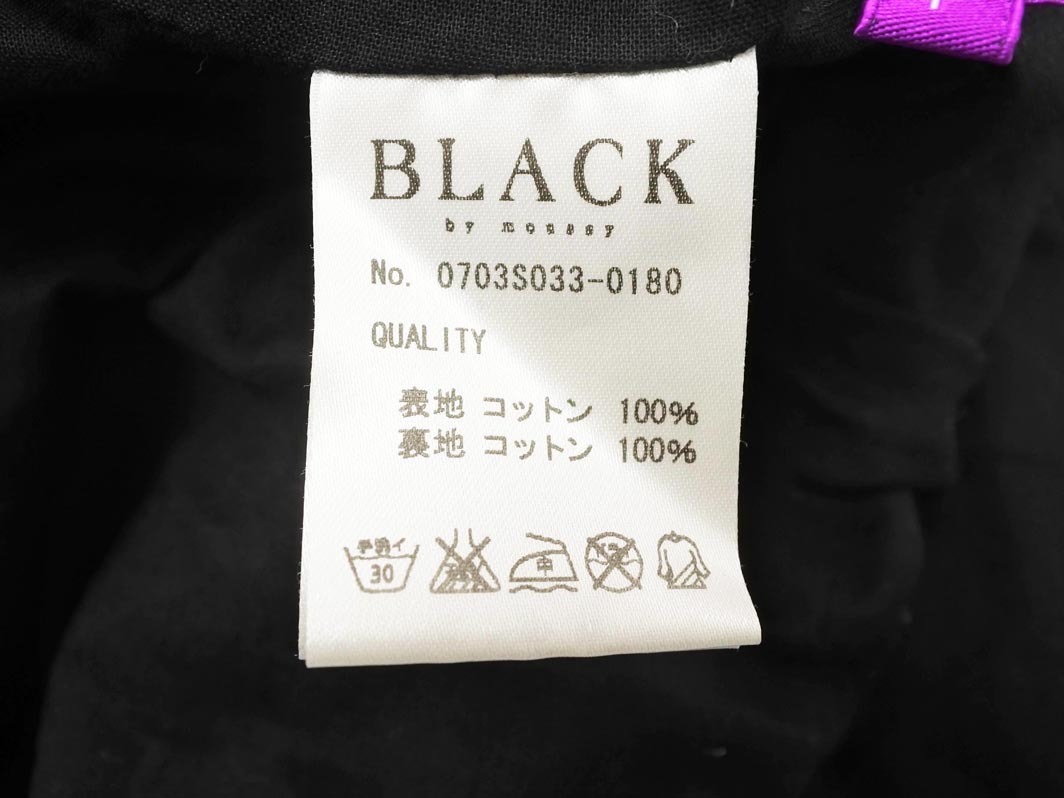 BLACK
by moussy
No. 0703S033-0180
QUALITY
表地 コットン 100%
裏地 コットン 100%
手洗イ
30
中